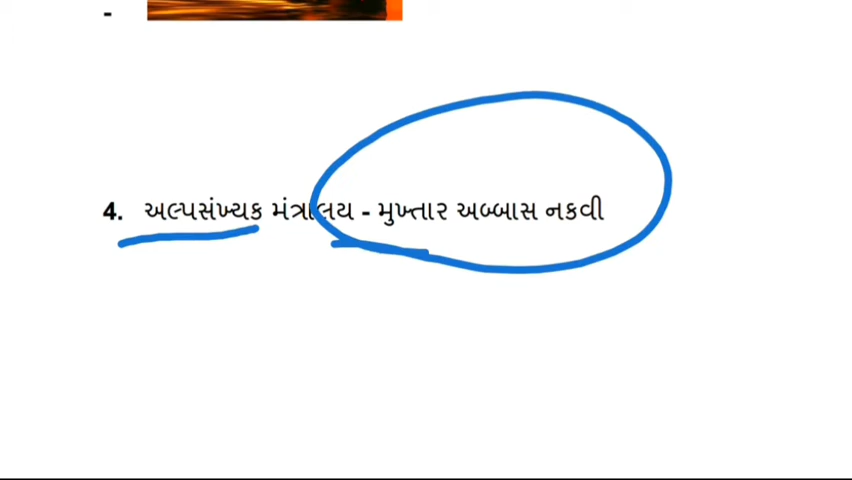 -
4. અલ્પસંખ્યક મંત્રાલય - મુખ્તાર અબ્બાસ નકવી